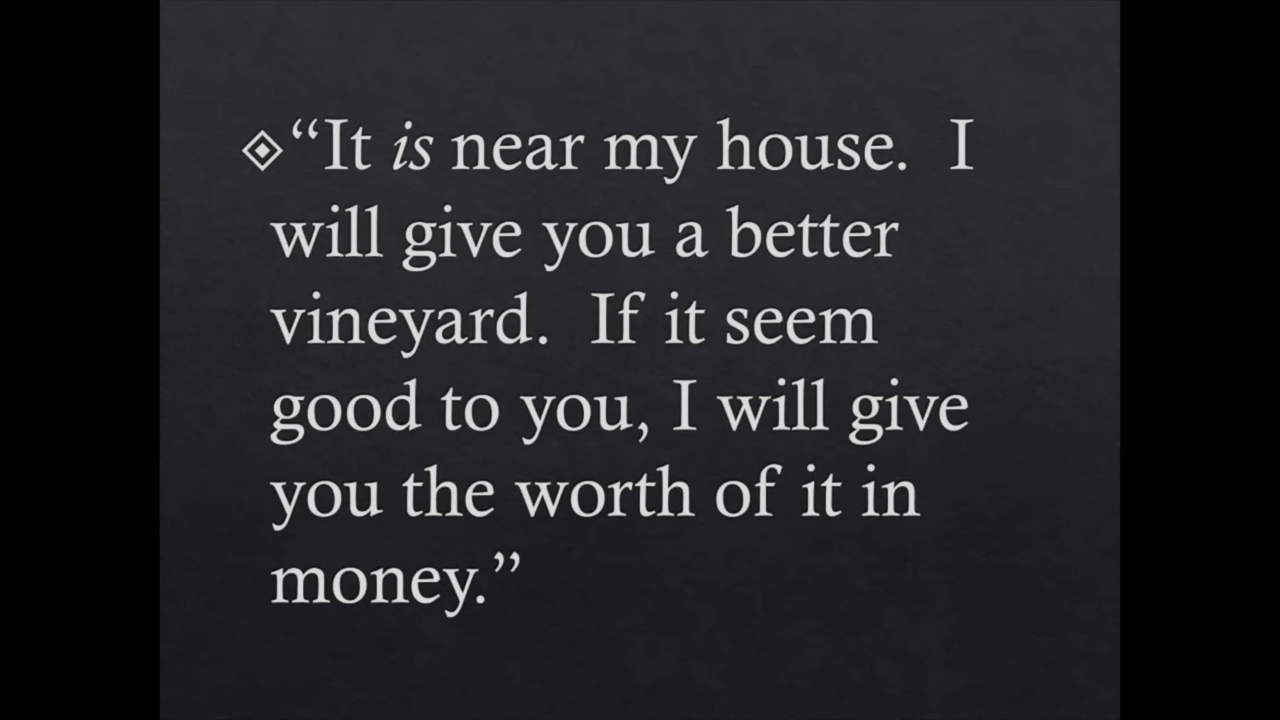 “It is near my house.  I
will give you a better
vineyard.  If it seem
good to you, I will give
you the worth of it in
money.”